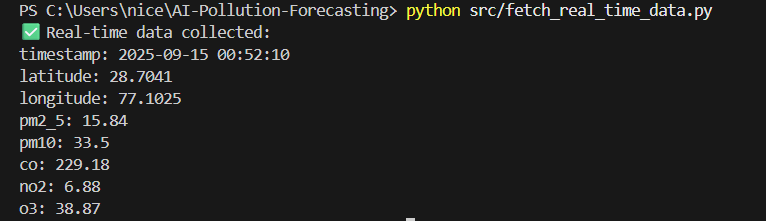 PS C:\Users\nice\AI-Pollution-Forecasting> python src/fetch_real_time_data.py
✅ Real-time data collected:
timestamp: 2025-09-15 00:52:10
latitude: 28.7041
longitude: 77.1025
pm2_5: 15.84
pm10: 33.5
co: 229.18
no2: 6.88
o3: 38.87